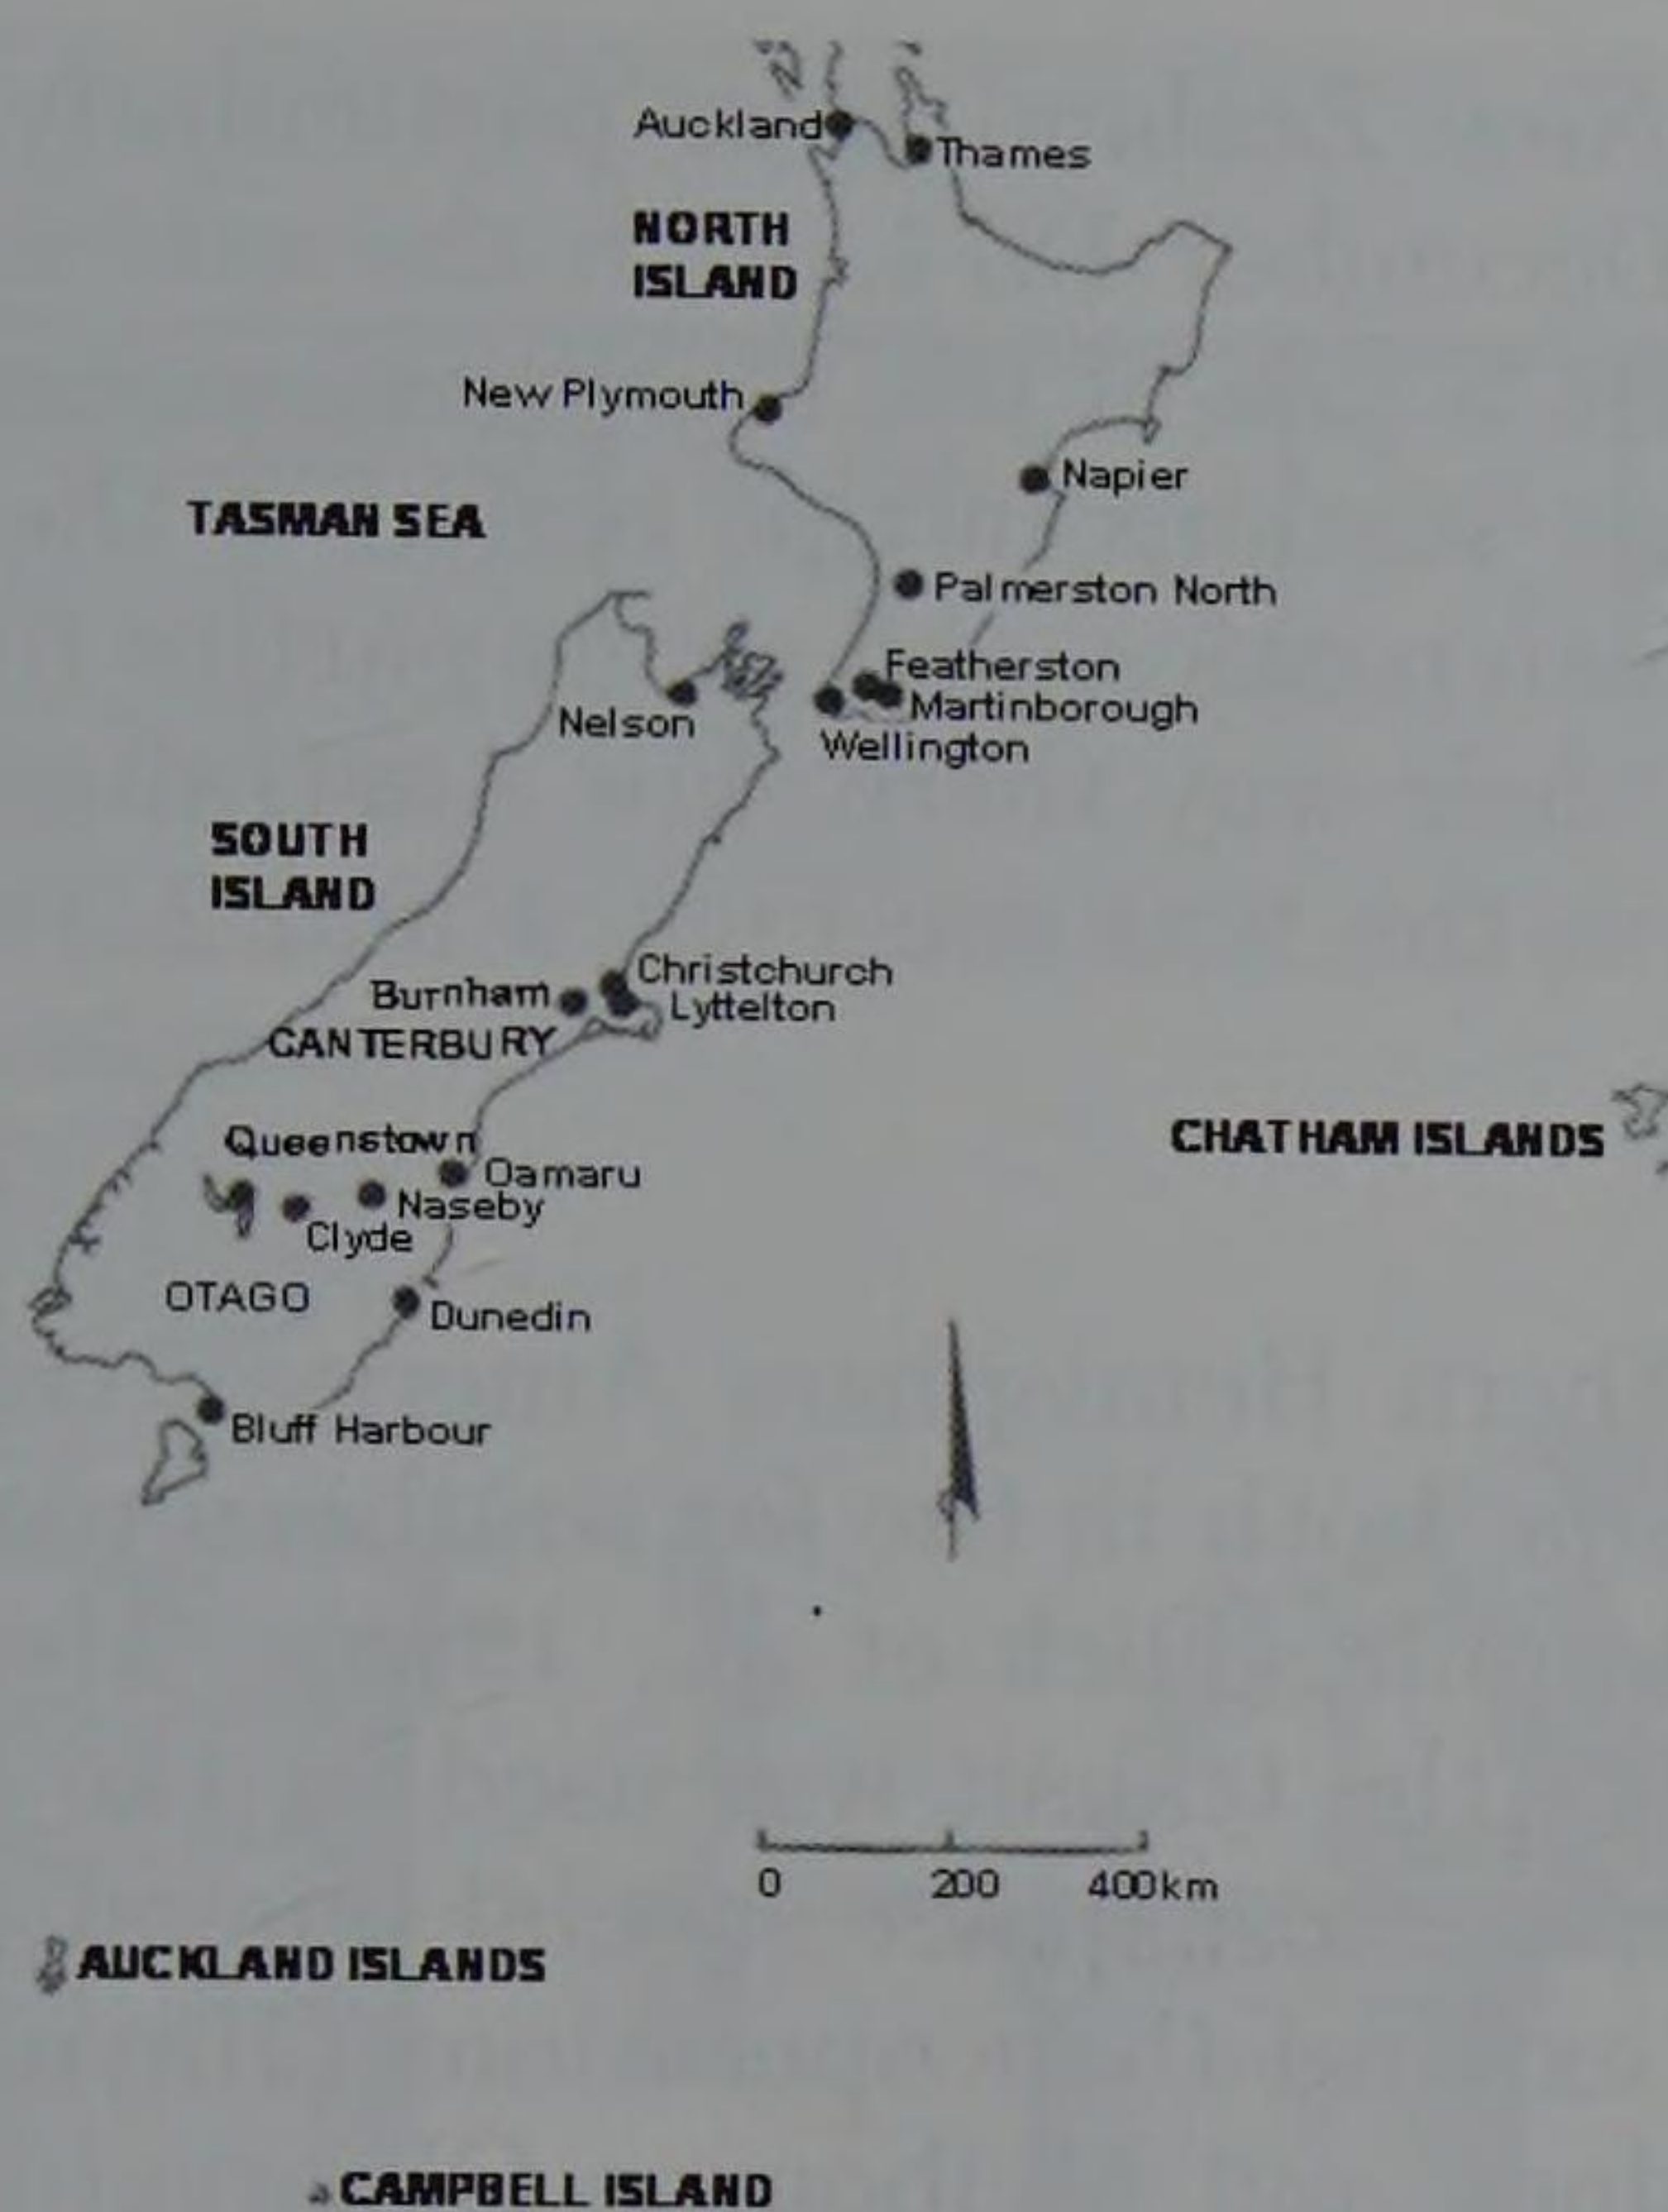 Auckland
Thames
NORTH
ISLAND
New Plymouth
Napier
TASMAN SEA
Palmerston North
Featherston
Nelson
Martinborough
Wellington
SOUTH
ISLAND
Christchurch
Burnham
Lyttelton
CANTERBURY
CHATHAM ISLANDS
Queenstown
Oamaru
Naseby
Clyde
OTAGO
Dunedin
Bluff Harbour
0 200 400km
AUCKLAND ISLANDS
CAMPBELL ISLAND